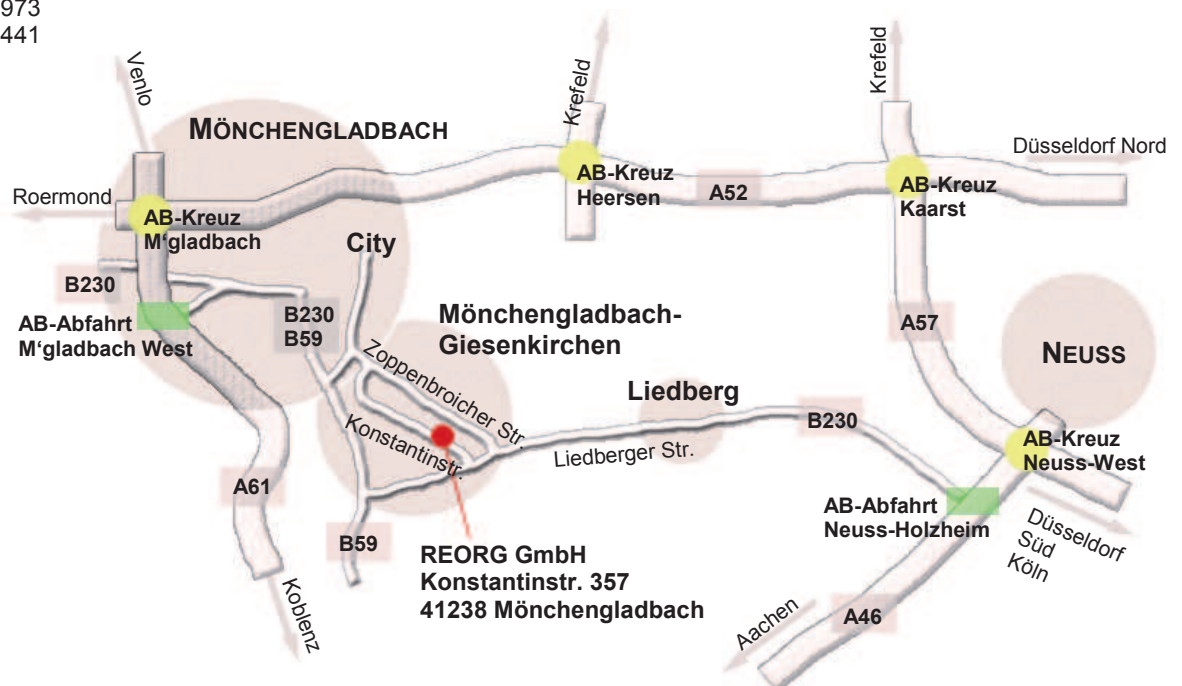 973
441
Venlo
MÖNCHENGLADBACH
Krefeld
Krefeld
Düsseldorf Nord
Roermond
AB-Kreuz
M'gladbach
AB-Kreuz
Heersen
A52
AB-Kreuz
Kaarst
City
B230
AB-Abfahrt
M'gladbach West
B230
B59
Mönchengladbach-
Giesenkirchen
A57
NEUSS
Zoppenbroicher Str.
Konstantinstr.
Liedberg
Liedberger Str.
B230
AB-Kreuz
Neuss-West
A61
AB-Abfahrt
Neuss-Holzheim
Düsseldorf
Süd
Köln
B59
REORG GmbH
Konstantinstr. 357
41238 Mönchengladbach
Koblenz
Aachen
A46